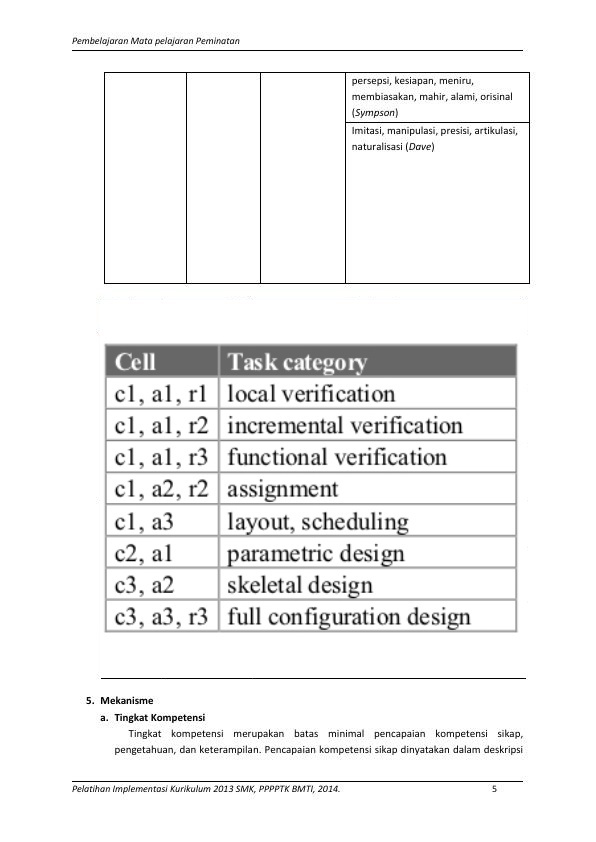 Pembelajaran Mata pelajaran Peminatan
persepsi, kesiapan, meniru,
membiasakan, mahir, alami, orisinal
(Sympson)
Imitasi, manipulasi, presisi, artikulasi,
naturalisasi (Dave)
Cell Task category
c1, a1, r1 local verification
c1, a1, r2 incremental verification
c1, a1, r3 functional verification
c1, a2, r2 assignment
c1, a3 layout, scheduling
c2, a1 parametric design
c3, a2 skeletal design
c3, a3, r3 full configuration design
5. Mekanisme
a. Tingkat Kompetensi
Tingkat kompetensi merupakan batas minimal pencapaian kompetensi sikap,
pengetahuan, dan keterampilan. Pencapaian kompetensi sikap dinyatakan dalam deskripsi
Pelatihan Implementasi Kurikulum 2013 SMK, PPPPTK BMTI, 2014. 5